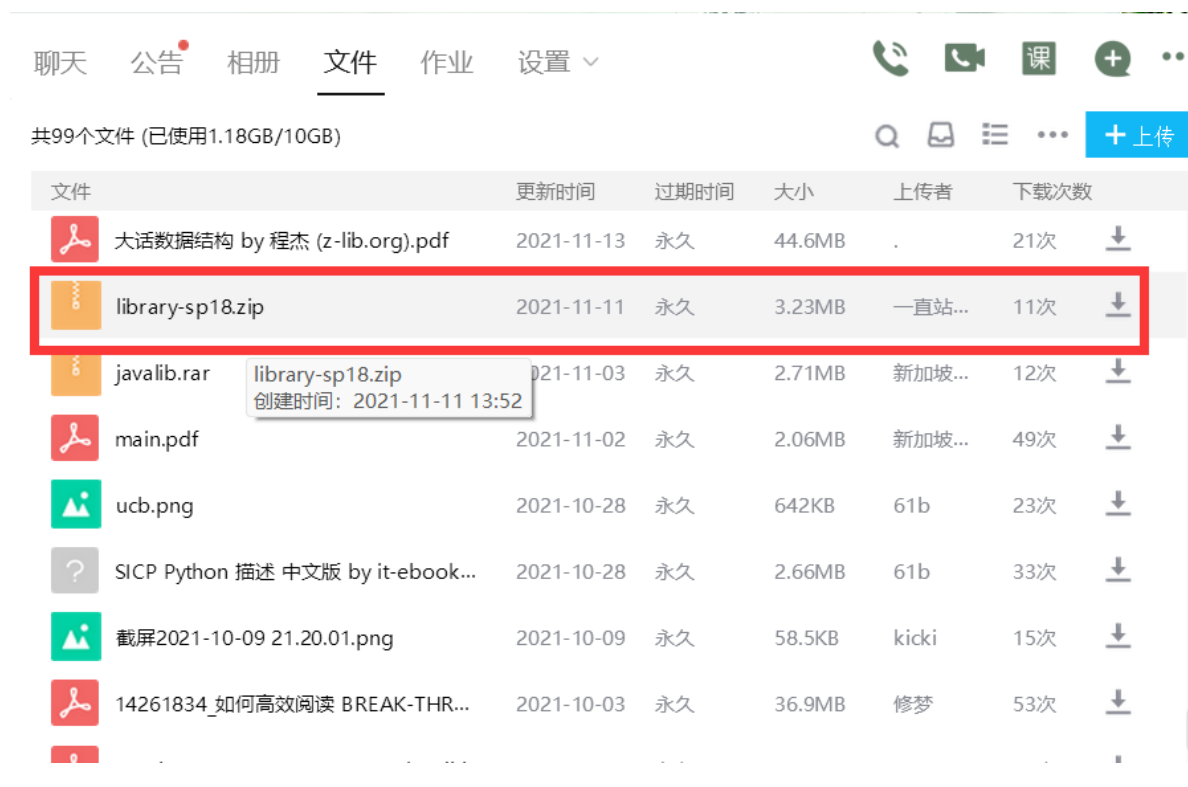 聊天 公告 相册 文件 作业 设置 课
共99个文件 (已使用1.18GB/10GB) 上传
文件 更新时间 过期时间 大小 上传者 下载次数
大话数据结构 by 程杰 (z-lib.org).pdf 2021-11-13 永久 44.6MB . 21次
library-sp18.zip 2021-11-11 永久 3.23MB 一直站... 11次
javalib.rar 021-11-03 永久 2.71MB 新加坡... 12次
library-sp18.zip
创建时间：2021-11-11 13:52
main.pdf 2021-11-02 永久 2.06MB 新加坡... 49次
ucb.png 2021-10-28 永久 642KB 61b 23次
SICP Python 描述 中文版 by it-ebook... 2021-10-28 永久 2.66MB 61b 33次
截屏2021-10-09 21.20.01.png 2021-10-09 永久 58.5KB kicki 15次
14261834_如何高效阅读 BREAK-THR... 2021-10-03 永久 36.9MB 修梦 53次